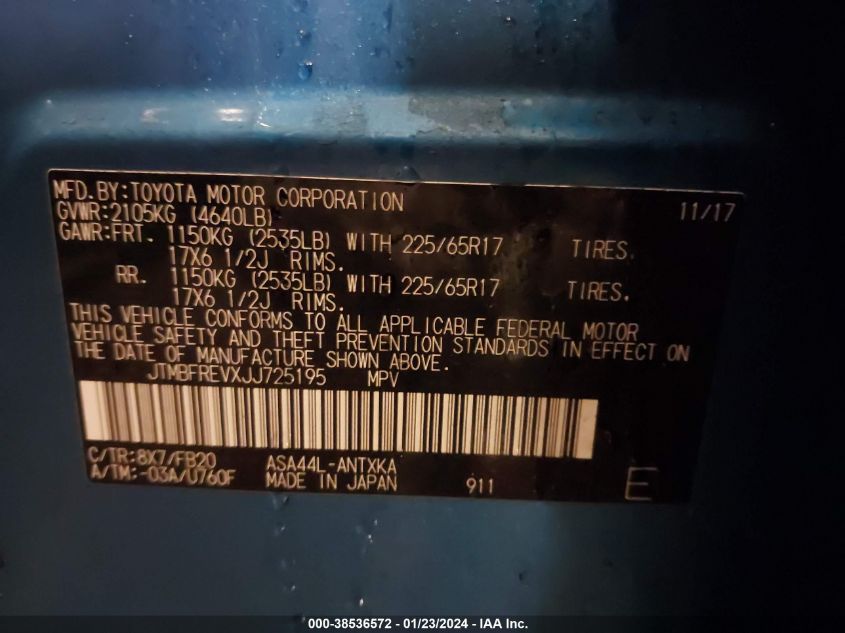 MFD.BY:TOYOTA MOTOR CORPORATION 11/17
GVWR:2105KG (4640LB)
GAWR:FRT. 1150KG (2535LB) WITH 225/65R17 TIRES.
17X6 1/2J RIMS.
RR. 1150KG (2535LB) WITH 225/65R17 TIRES.
17X6 1/2J RIMS.
THIS VEHICLE CONFORMS TO ALL APPLICABLE FEDERAL MOTOR
VEHICLE SAFETY AND THEFT PREVENTION STANDARDS IN EFFECT ON
THE DATE OF MANUFACTURE SHOWN ABOVE.
JTMBFREVXJJ725195 MPV
C/TR:8X7/FB20 ASA44L-ANTXKA
A/TM:-03A/U760F MADE IN JAPAN 911 E
000-38536572 — 01/23/2024 — © IAA Inc.